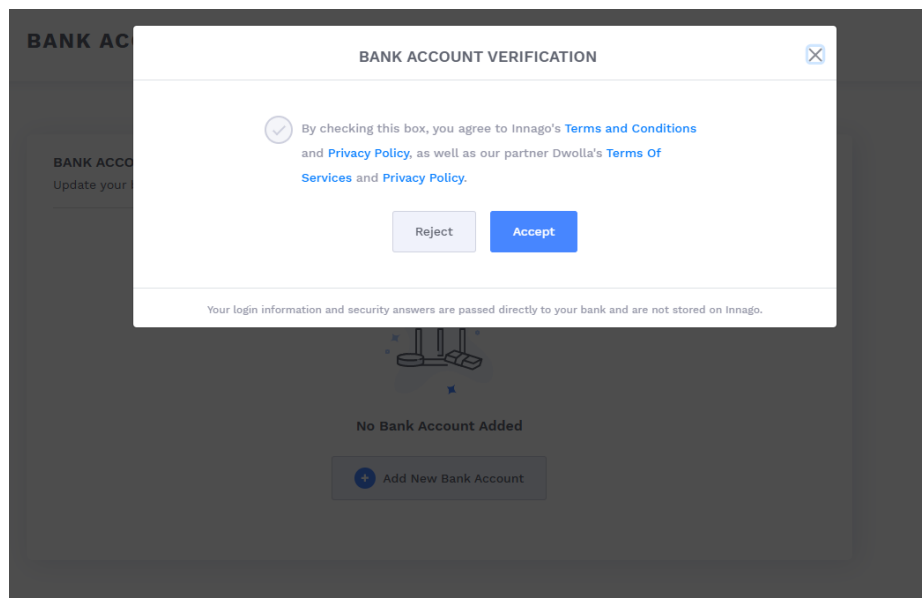 BANK AC
BANK ACCOUNT VERIFICATION
By checking this box, you agree to Innago's Terms and Conditions
and Privacy Policy, as well as our partner Dwolla's Terms Of
Services and Privacy Policy.
BANK ACCO
Update your
Reject
Accept
Your login information and security answers are passed directly to your bank and are not stored on Innago.
No Bank Account Added
Add New Bank Account